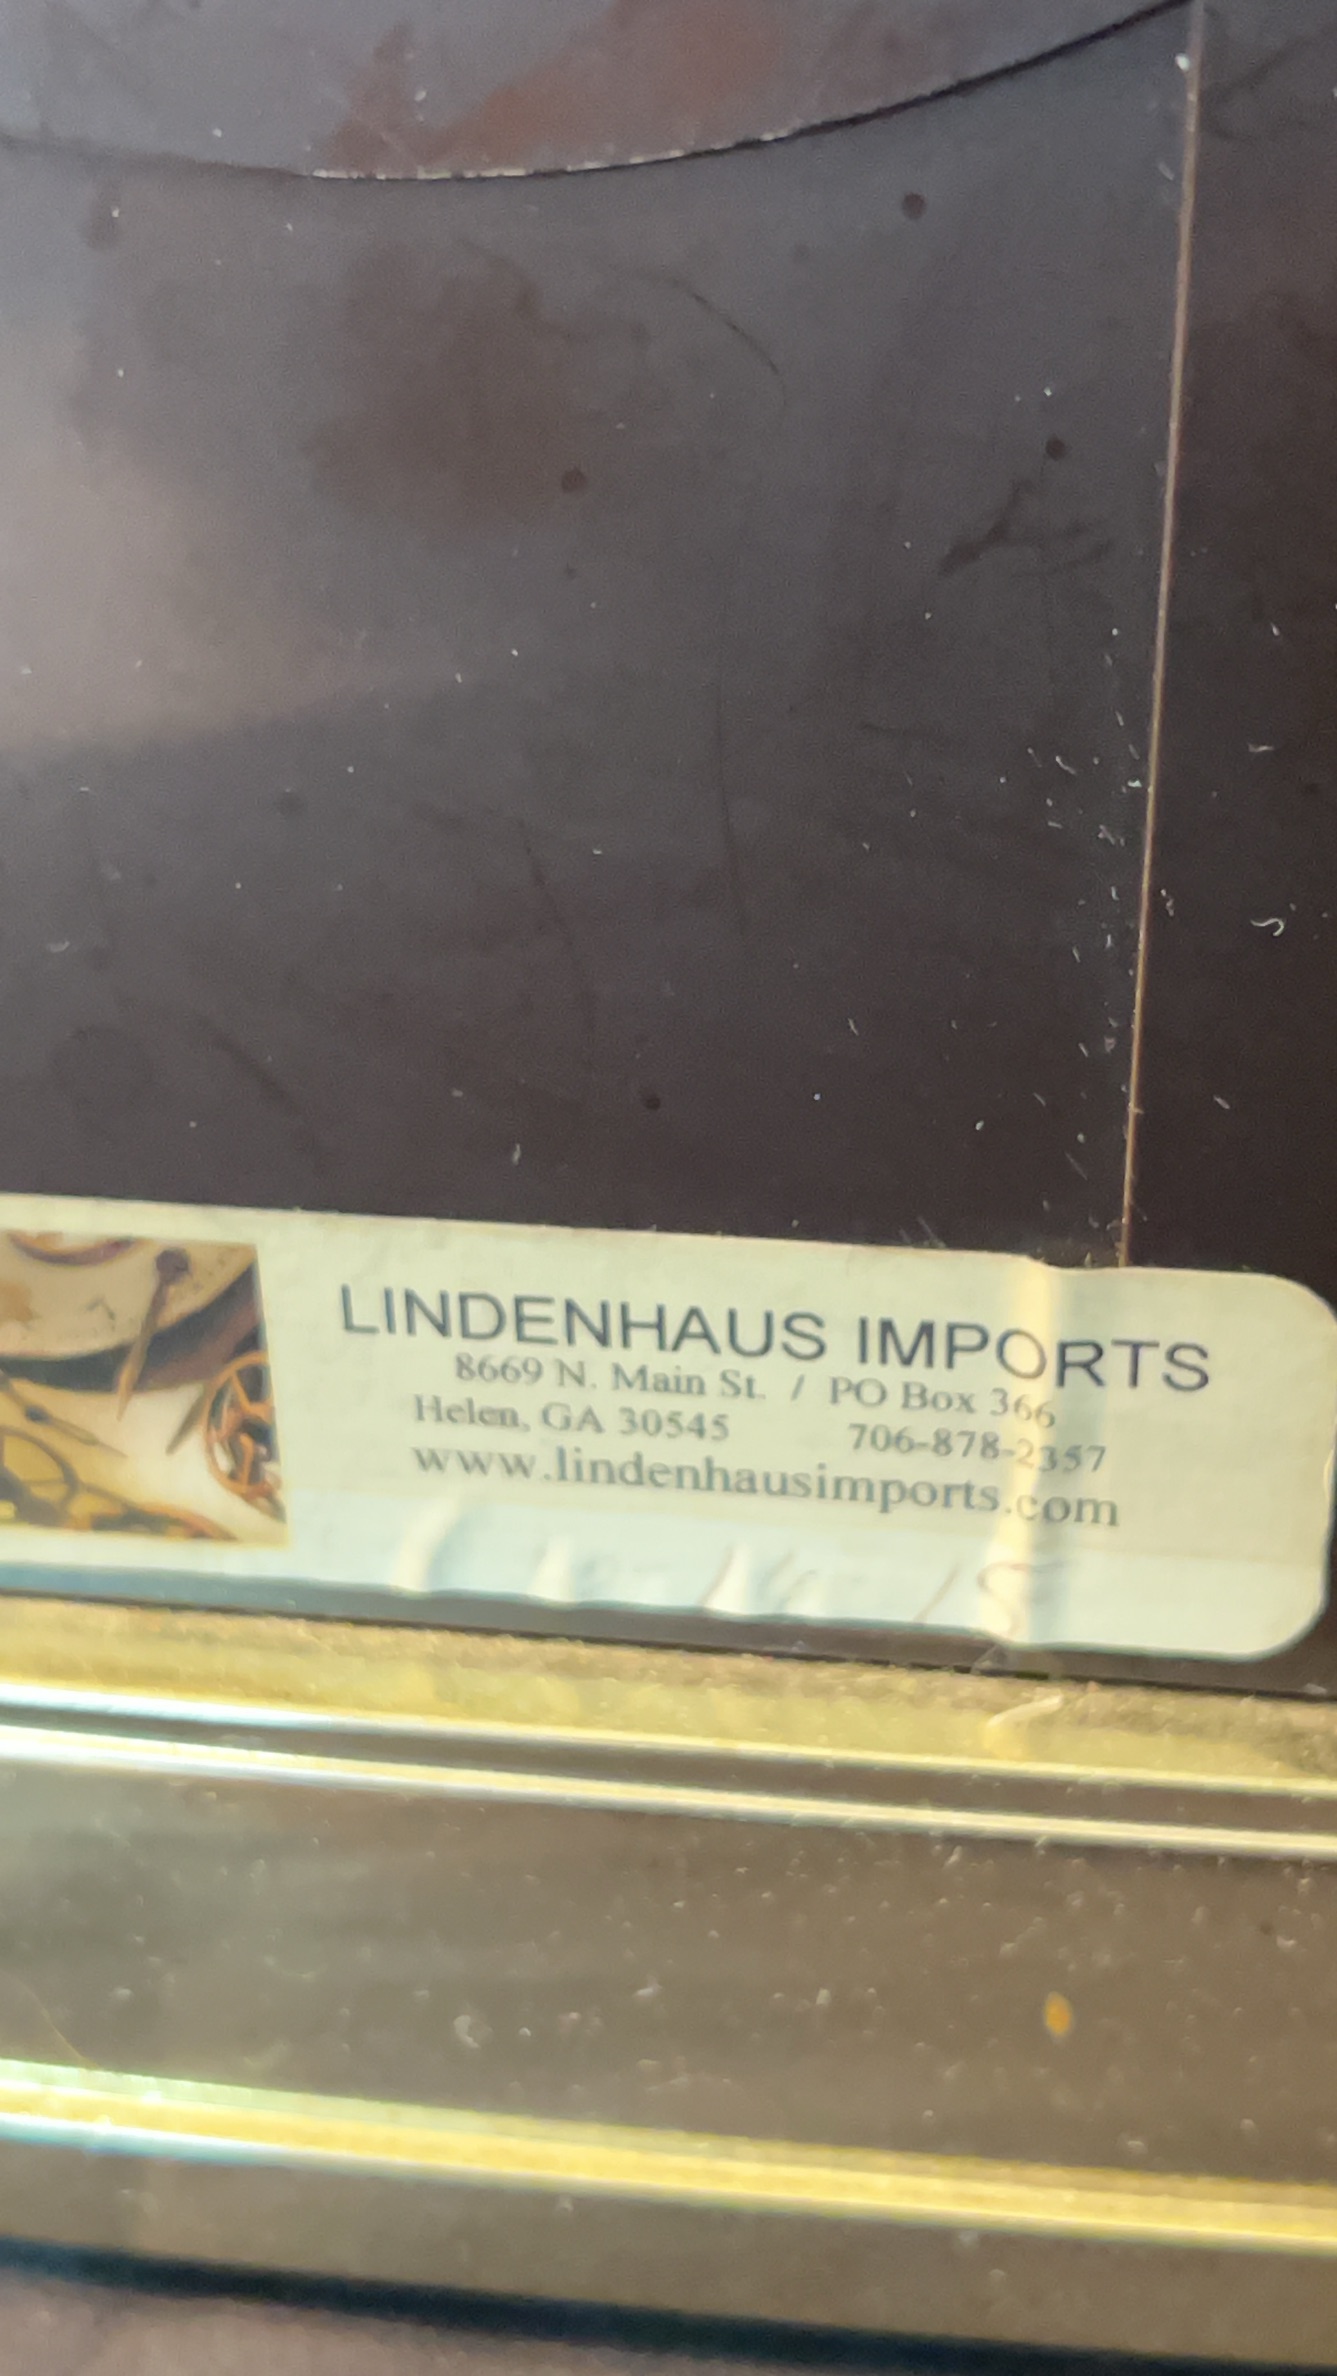 LINDENHAUS IMPORTS
8669 N. Main St. / PO Box 366
Helen, GA 30545 706-878-2357
www.lindenhausimports.com